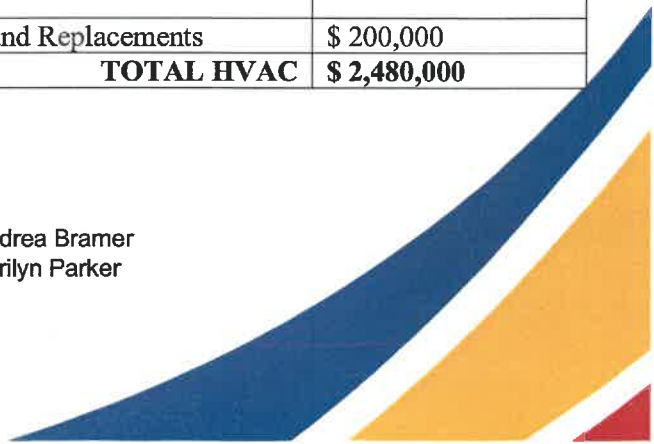 nd Replacements $ 200,000
TOTAL HVAC $ 2,480,000
drea Bramer
rilyn Parker